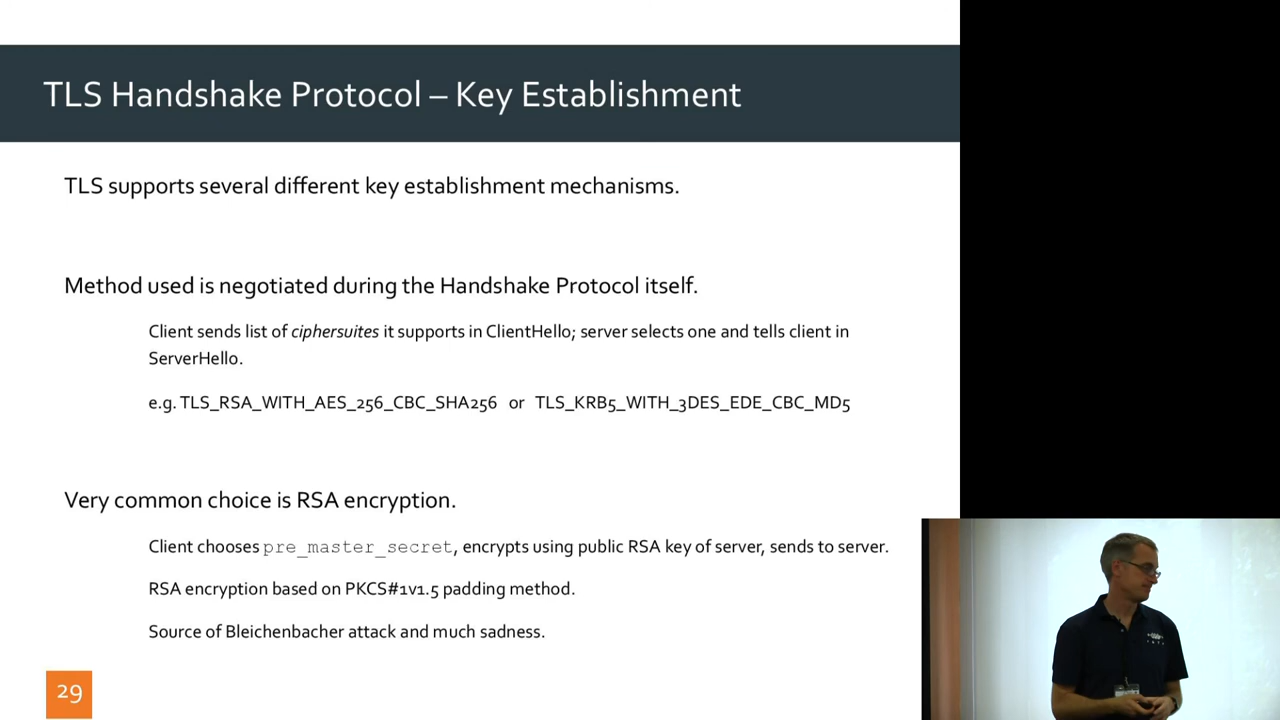 TLS Handshake Protocol – Key Establishment
TLS supports several different key establishment mechanisms.
Method used is negotiated during the Handshake Protocol itself.
Client sends list of ciphersuites it supports in ClientHello; server selects one and tells client in
ServerHello.
e.g. TLS_RSA_WITH_AES_256_CBC_SHA256 or TLS_KRB5_WITH_3DES_EDE_CBC_MD5
Very common choice is RSA encryption.
Client chooses pre_master_secret, encrypts using public RSA key of server, sends to server.
RSA encryption based on PKCS#1v1.5 padding method.
Source of Bleichenbacher attack and much sadness.
29